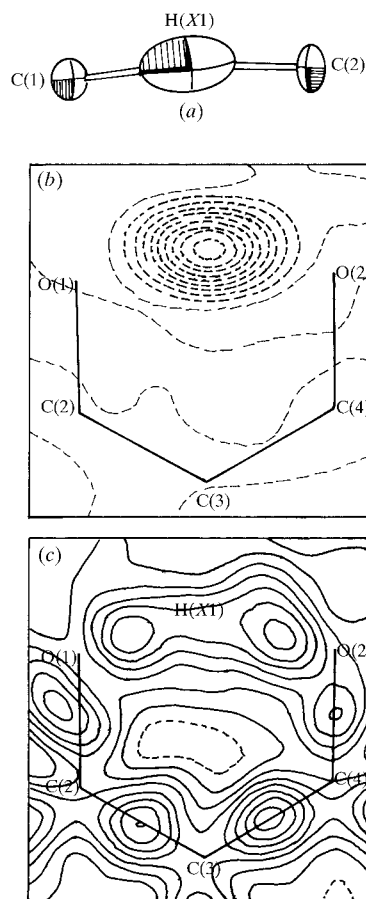 H(X1)
C(1)
C(2)
(a)
(b)
O(1)
O(2
C(2)
C(4)
C(3)
(c)
H(X1)
O(1)
O(2
C(2)
C(4)
C(3)